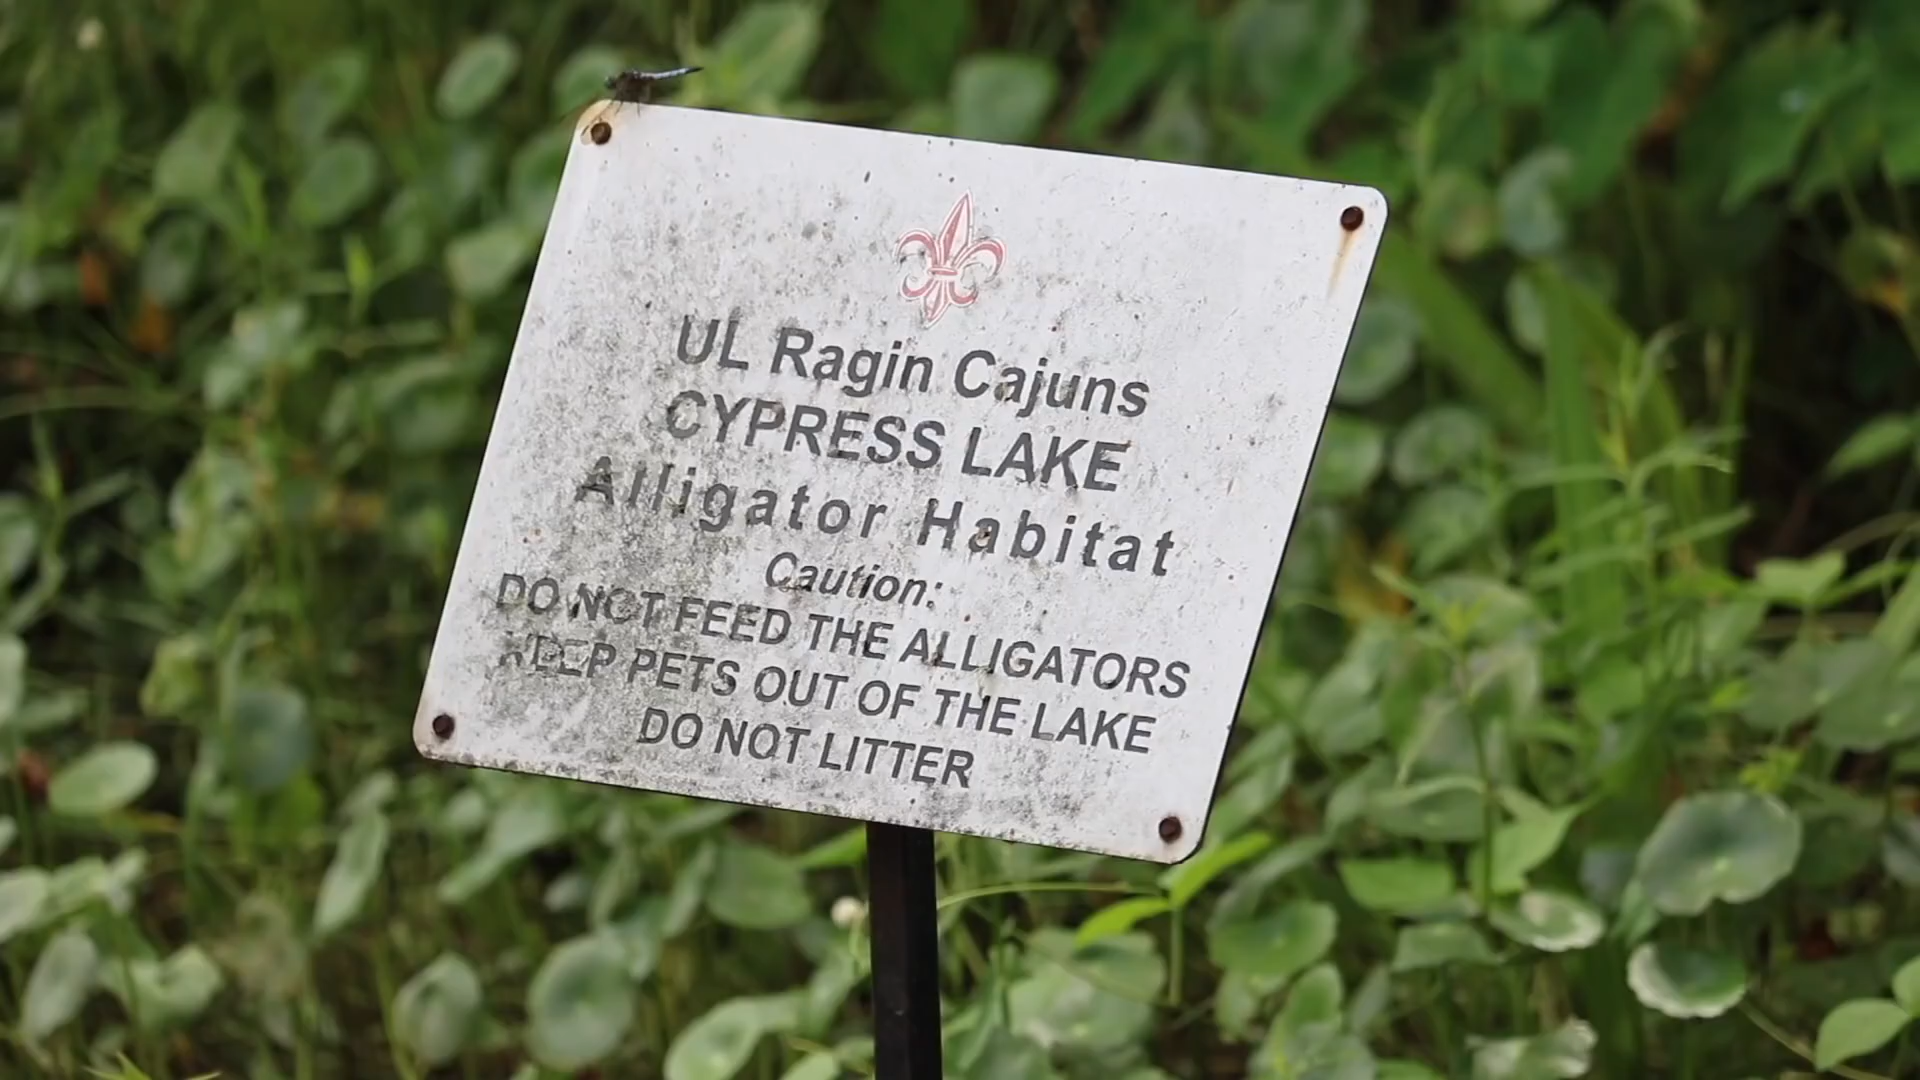 UL Ragin Cajuns
CYPRESS LAKE
Alligator Habitat
Caution:
DO NOT FEED THE ALLIGATORS
KEEP PETS OUT OF THE LAKE
DO NOT LITTER